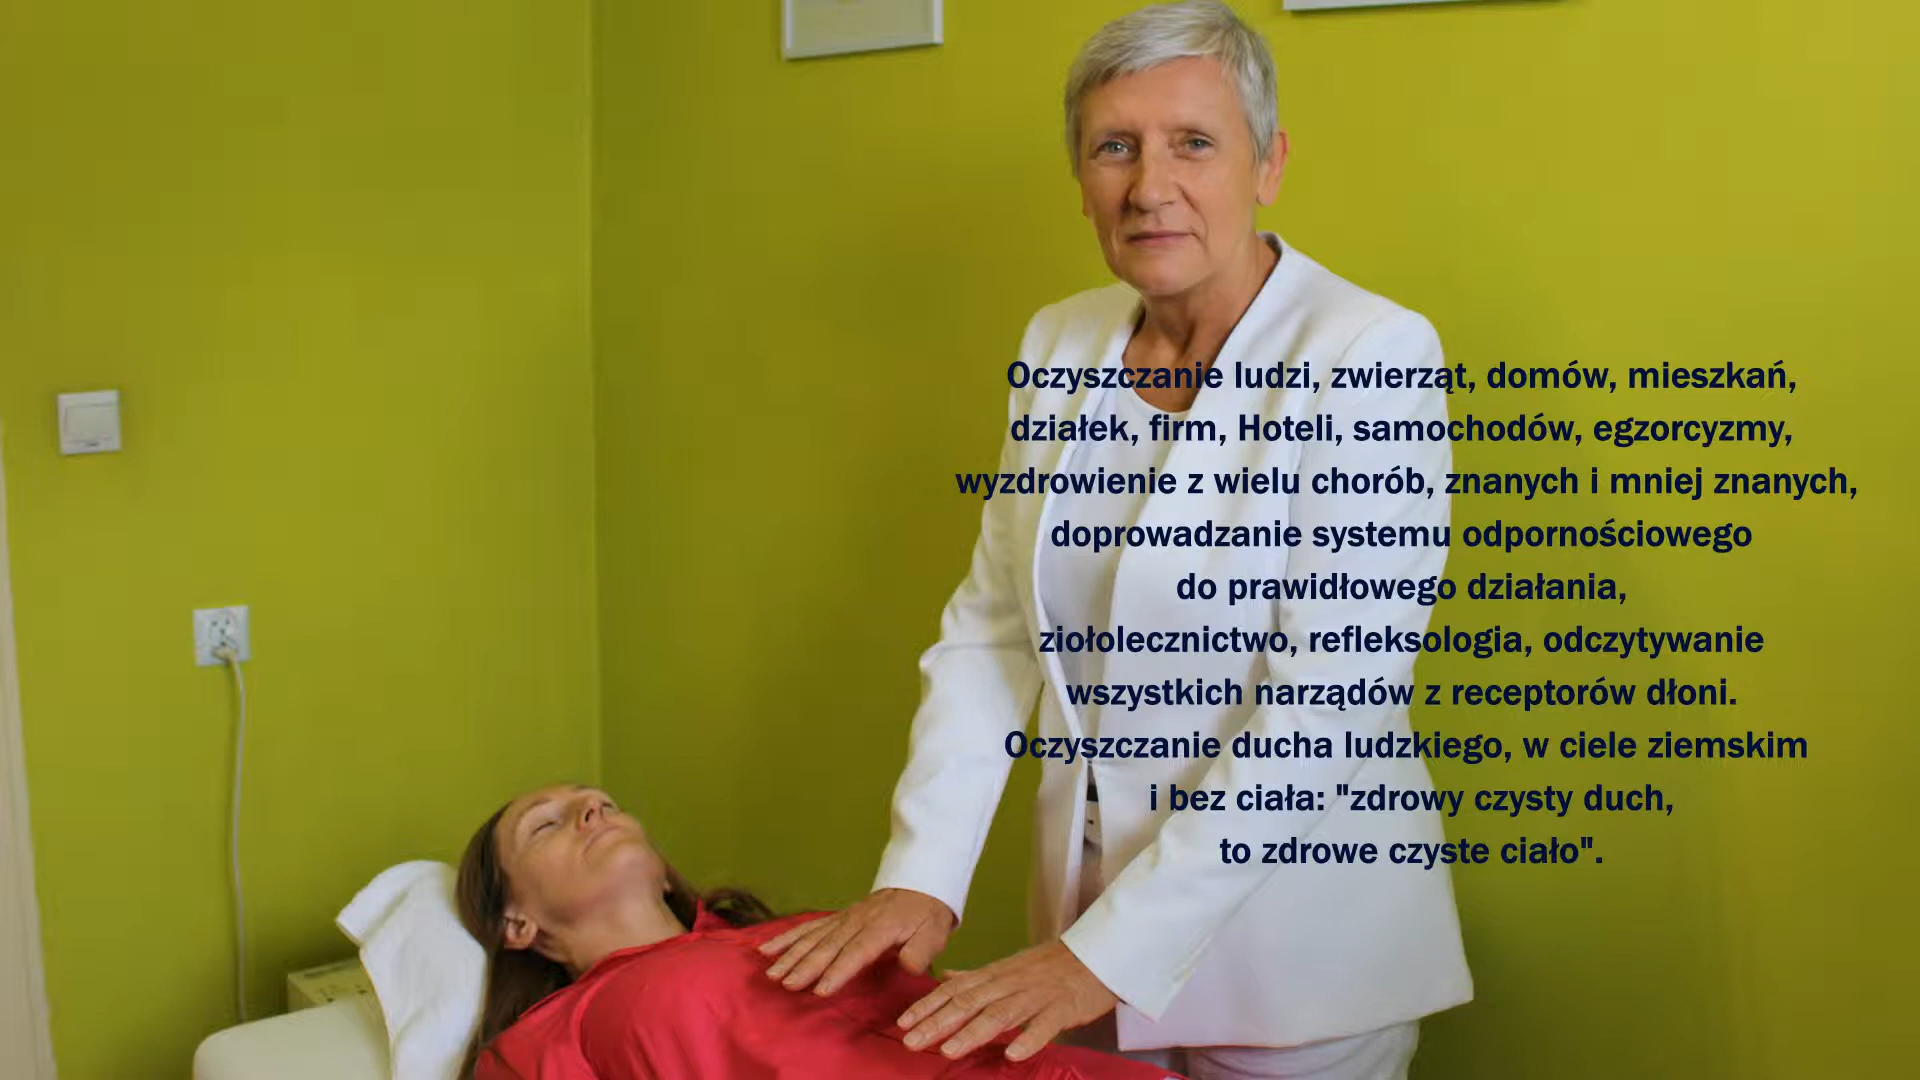 Oczyszczanie ludzi, zwierząt, domów, mieszkań,
działek, firm, Hoteli, samochodów, egzorcyzmy,
wyzdrowienie z wielu chorób, znanych i mniej znanych,
doprowadzanie systemu odpornościowego
do prawidłowego działania,
ziołolecznictwo, refleksologia, odczytywanie
wszystkich narządów z receptorów dłoni.
Oczyszczanie ducha ludzkiego, w ciele ziemskim
i bez ciała: "zdrowy czysty duch,
to zdrowe czyste ciało".